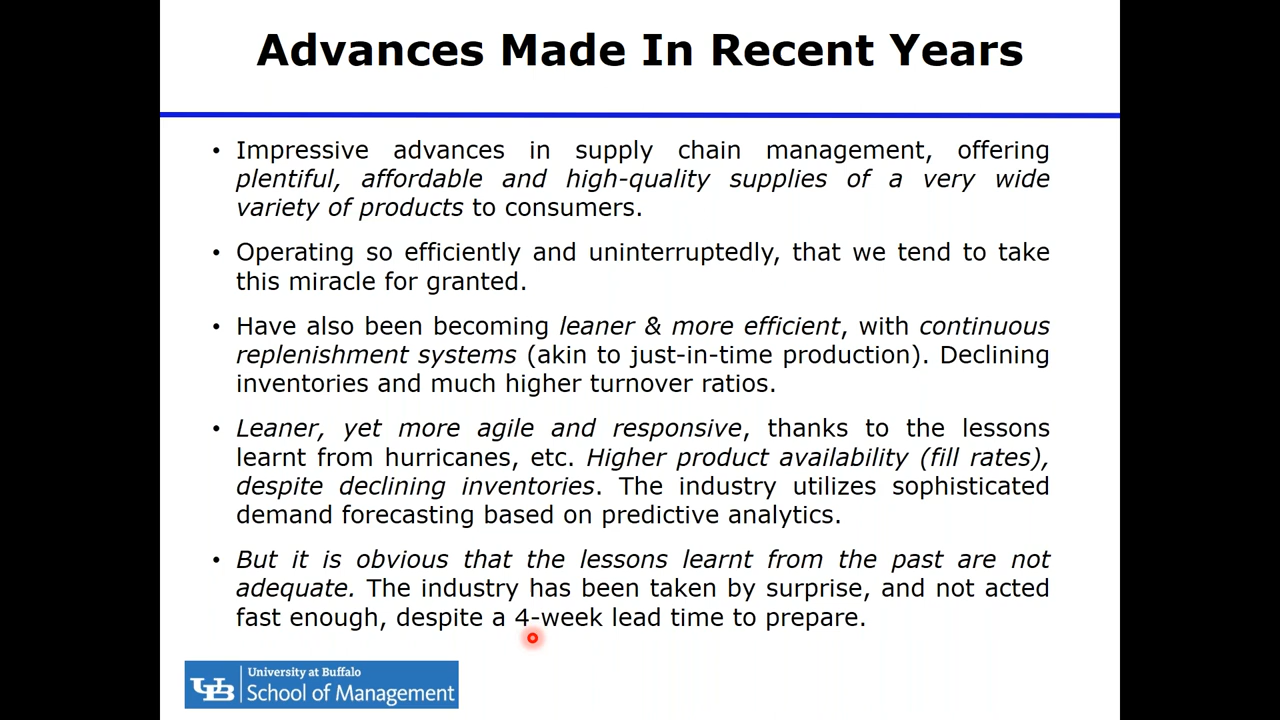 Advances Made In Recent Years
• Impressive advances in supply chain management, offering
plentiful, affordable and high-quality supplies of a very wide
variety of products to consumers.
• Operating so efficiently and uninterruptedly, that we tend to take
this miracle for granted.
• Have also been becoming leaner & more efficient, with continuous
replenishment systems (akin to just-in-time production). Declining
inventories and much higher turnover ratios.
• Leaner, yet more agile and responsive, thanks to the lessons
learnt from hurricanes, etc. Higher product availability (fill rates),
despite declining inventories. The industry utilizes sophisticated
demand forecasting based on predictive analytics.
• But it is obvious that the lessons learnt from the past are not
adequate. The industry has been taken by surprise, and not acted
fast enough, despite a 4-week lead time to prepare.
UB
University at Buffalo
School of Management